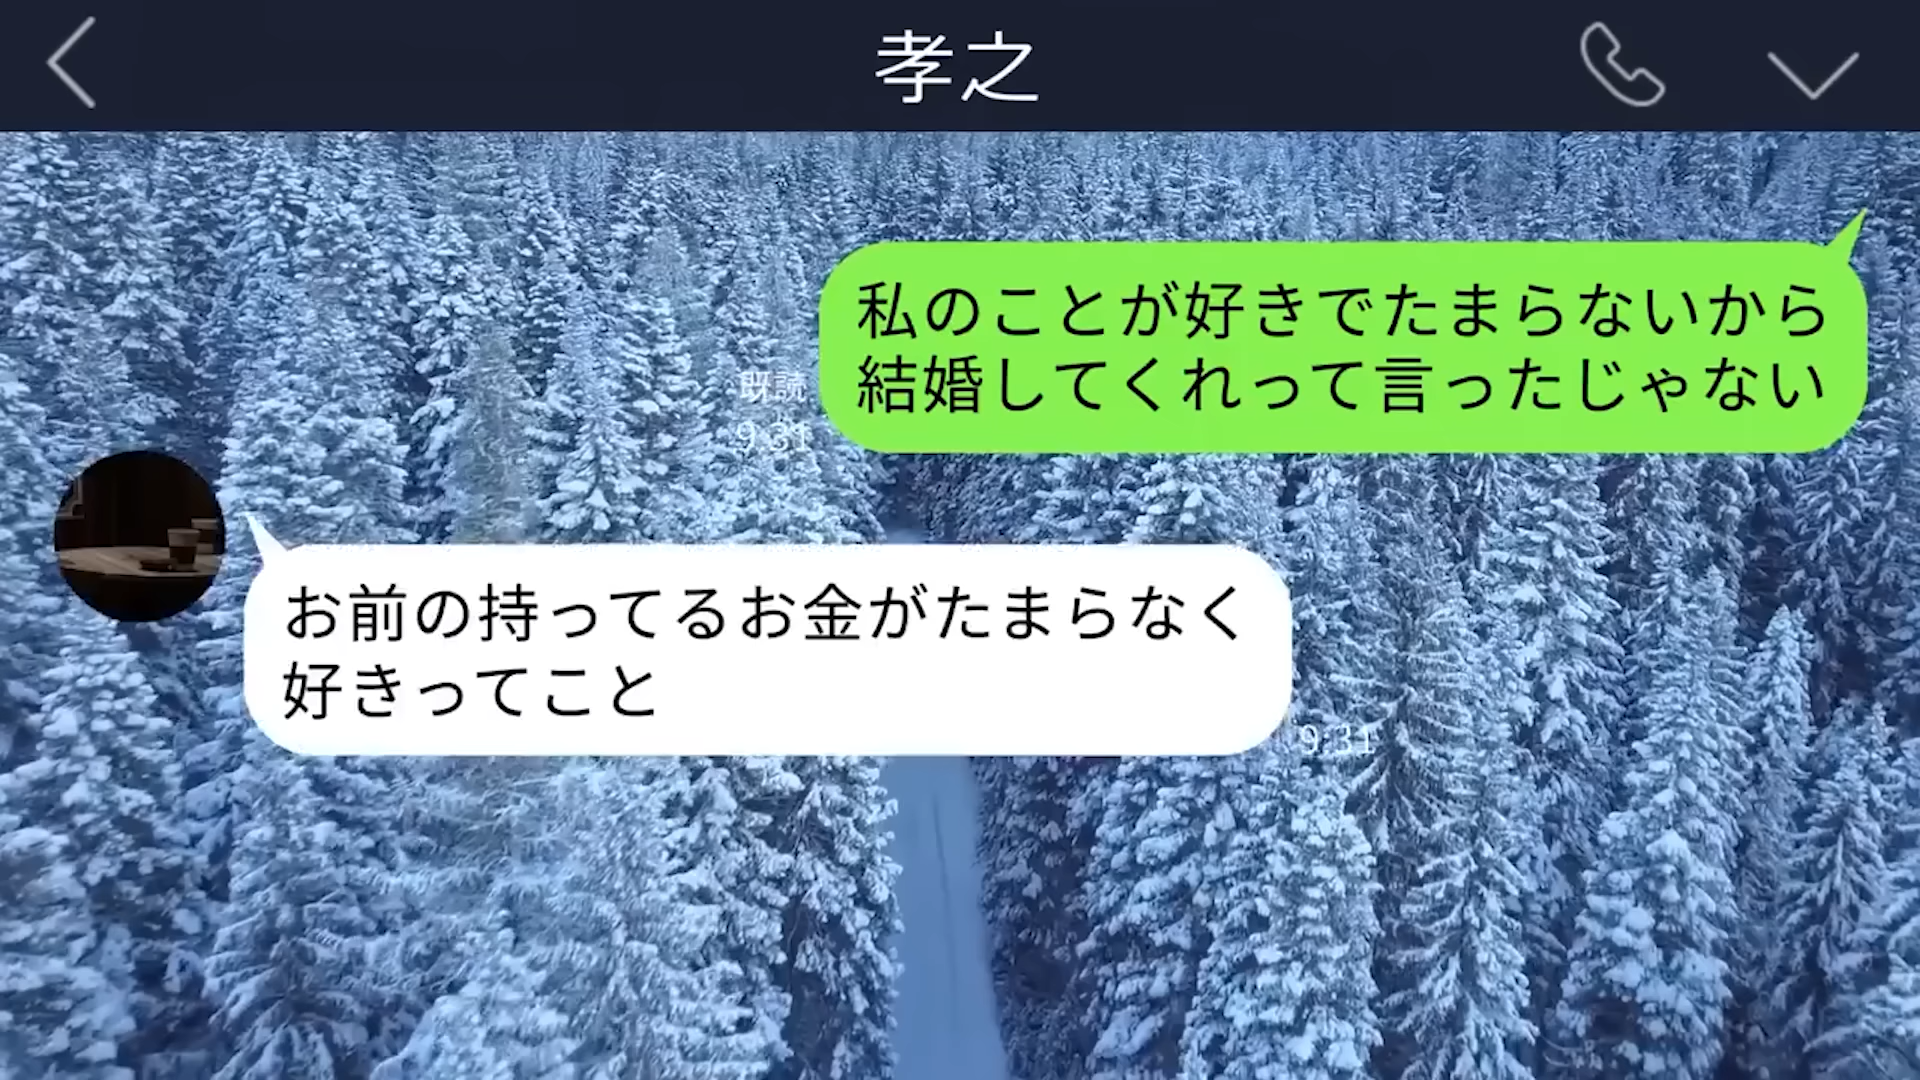 孝之
私のことが好きでたまらないから
結婚してくれって言ったじゃない
既読
9:31
お前の持ってるお金がたまらなく
好きってこと
9:31